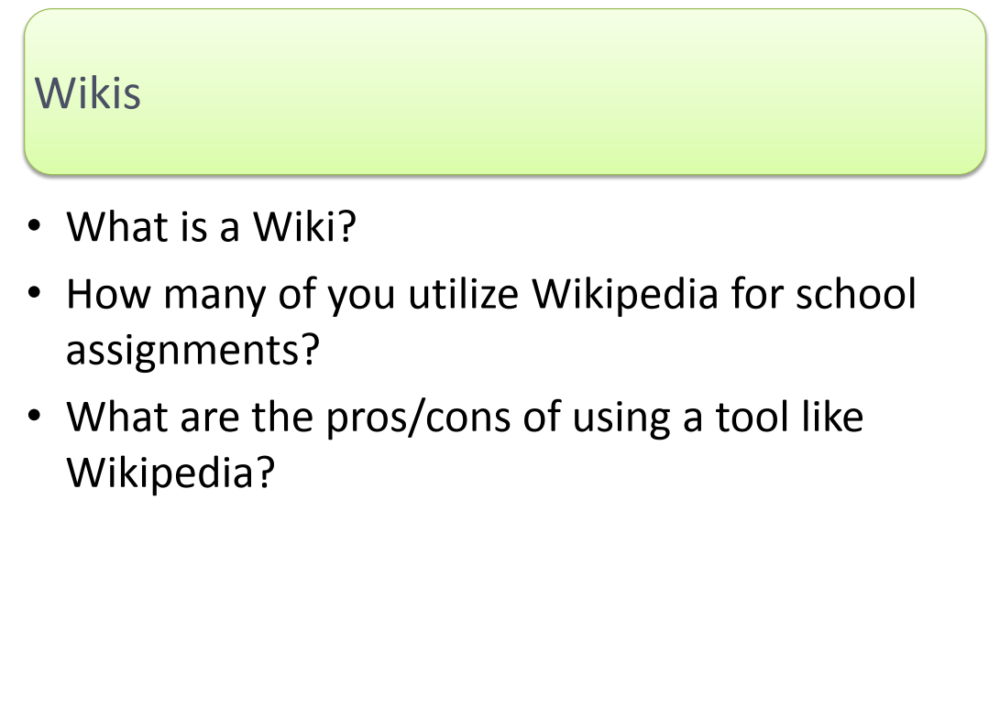 Wikis
• What is a Wiki?
• How many of you utilize Wikipedia for school
assignments?
• What are the pros/cons of using a tool like
Wikipedia?